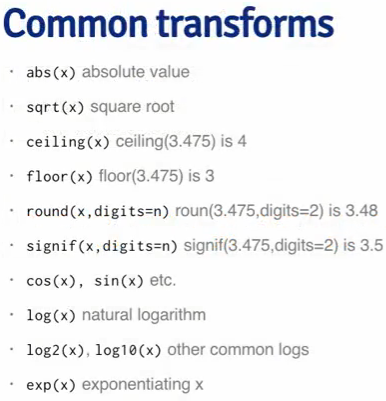 Common transforms
· abs(x) absolute value
· sqrt(x) square root
· ceiling(x) ceiling(3.475) is 4
· floor(x) floor(3.475) is 3
· round(x,digits=n) roun(3.475,digits=2) is 3.48
· signif(x,digits=n) signif(3.475,digits=2) is 3.5
· cos(x), sin(x) etc.
· log(x) natural logarithm
· log2(x), log10(x) other common logs
· exp(x) exponentiating x